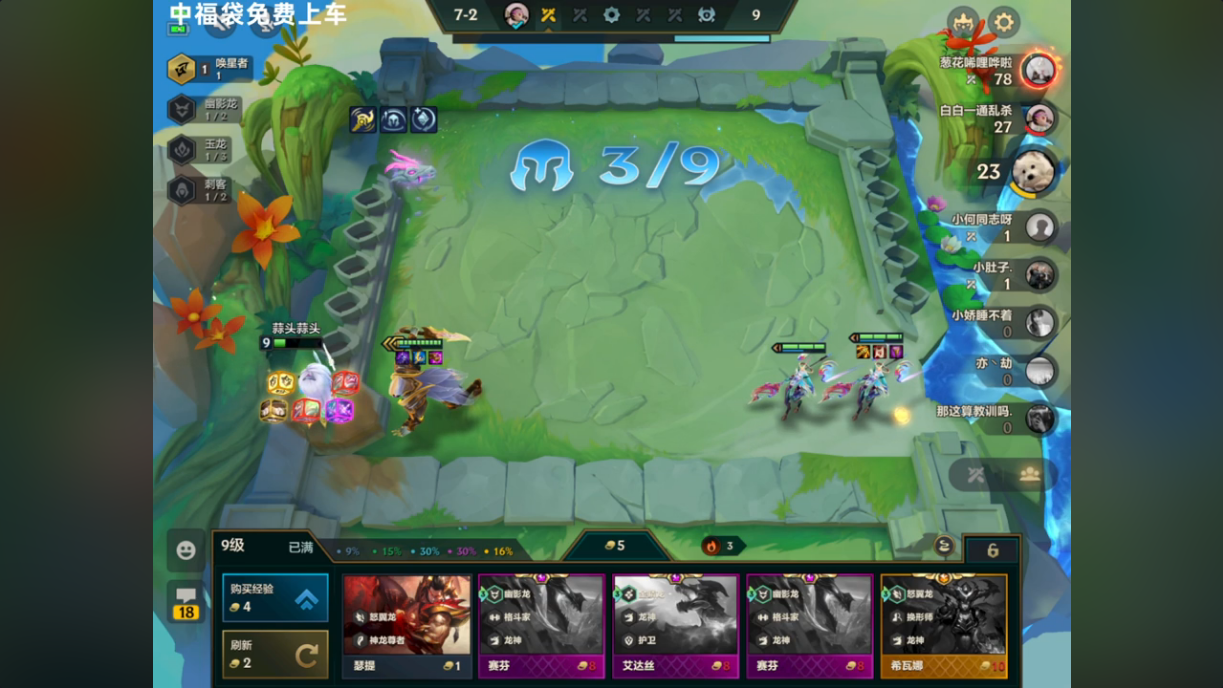 中福袋免费上车
7-2
9
1 唤星者
1
幽影龙
1/2
玉龙
1/3
刺客
1/2
3/9
葱花唏哩哗啦
78
白白一通乱杀
27
23
小何同志呀
1
小肚子.
1
小娇睡不着
0
亦丶劫
0
那这算教训吗.
0
蒜头蒜头
9
18
9级
已满
9%
15%
30%
30%
16%
5
3
6
购买经验
4
刷新
2
怒翼龙
神龙尊者
瑟提
1
3
幽影龙
格斗家
龙神
赛芬
8
3
龙神
护卫
艾达丝
8
3
幽影龙
格斗家
龙神
赛芬
8
3
怒翼龙
换形师
龙神
希瓦娜
10